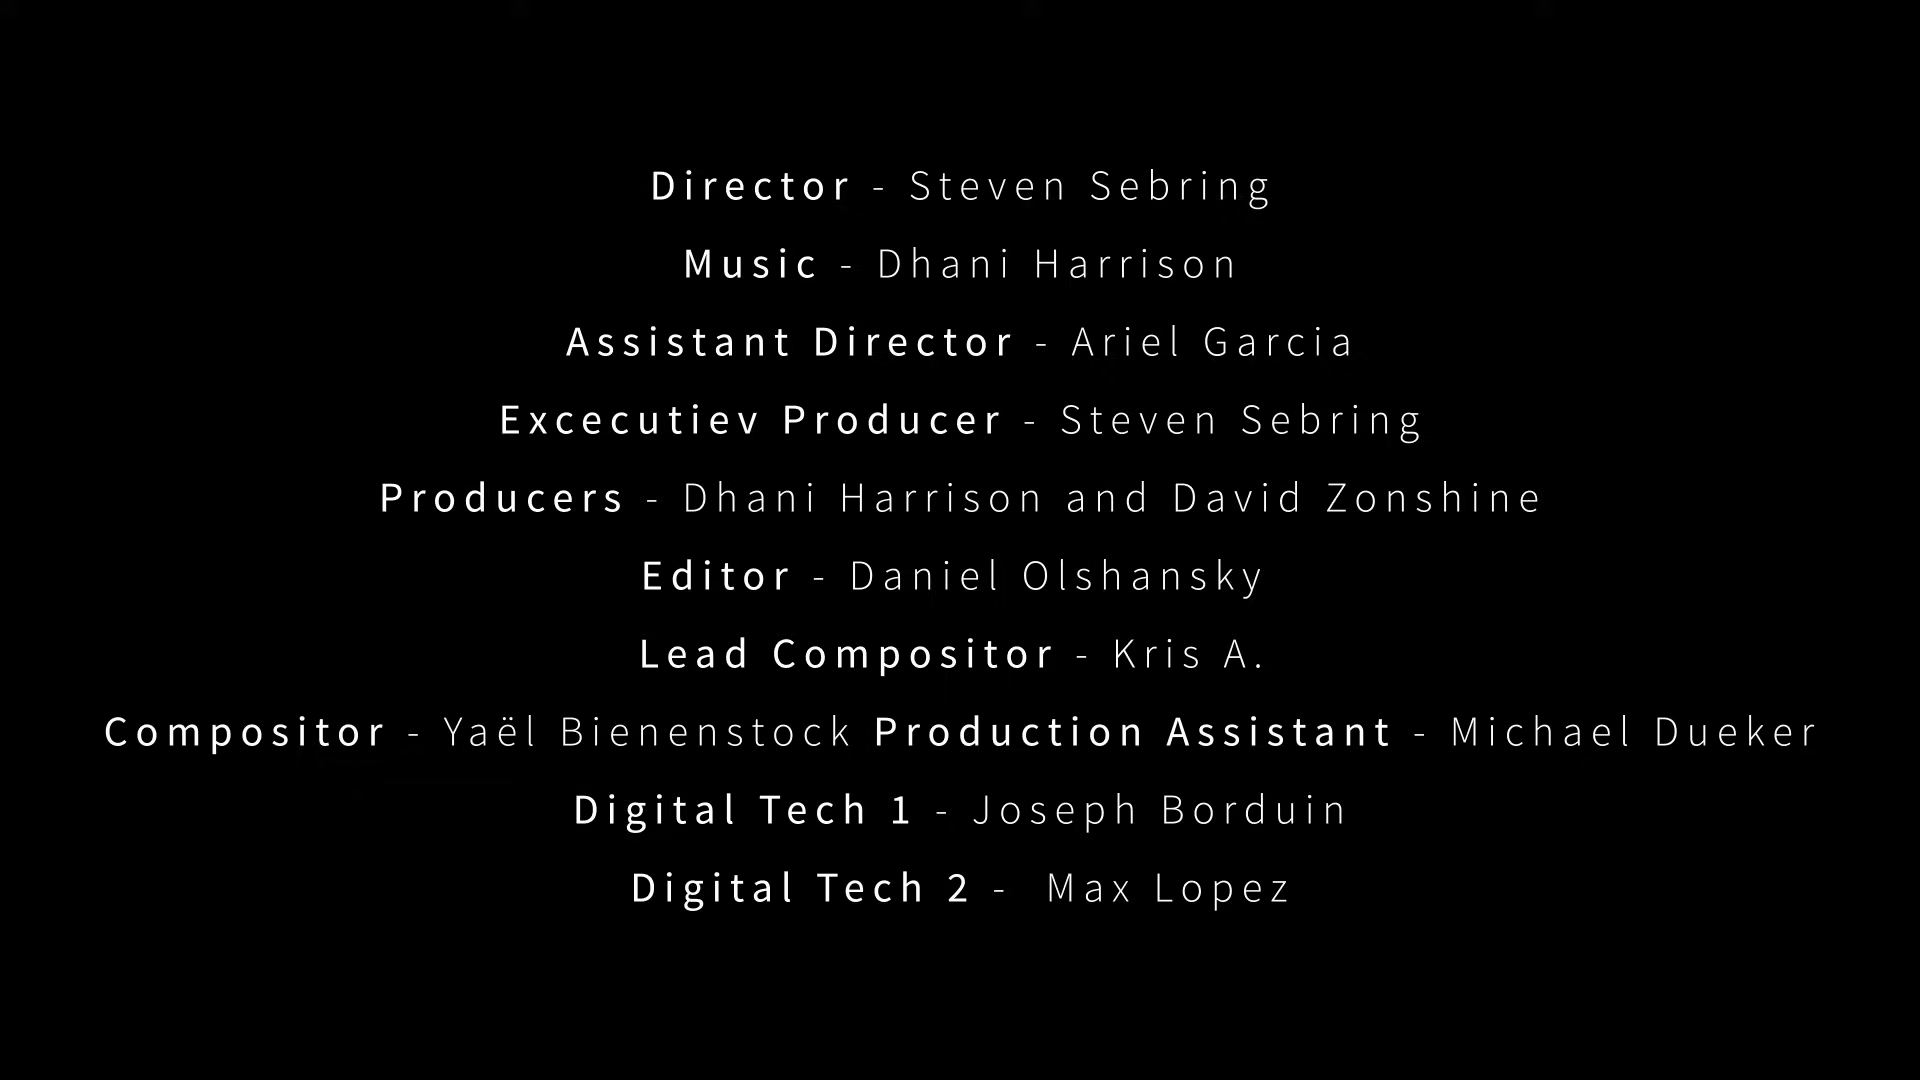 Director - Steven Sebring
Music - Dhani Harrison
Assistant Director - Ariel Garcia
Excecutiev Producer - Steven Sebring
Producers - Dhani Harrison and David Zonshine
Editor - Daniel Olshansky
Lead Compositor - Kris A.
Compositor - Yaël Bienenstock Production Assistant - Michael Dueker
Digital Tech 1 - Joseph Borduin
Digital Tech 2 - Max Lopez